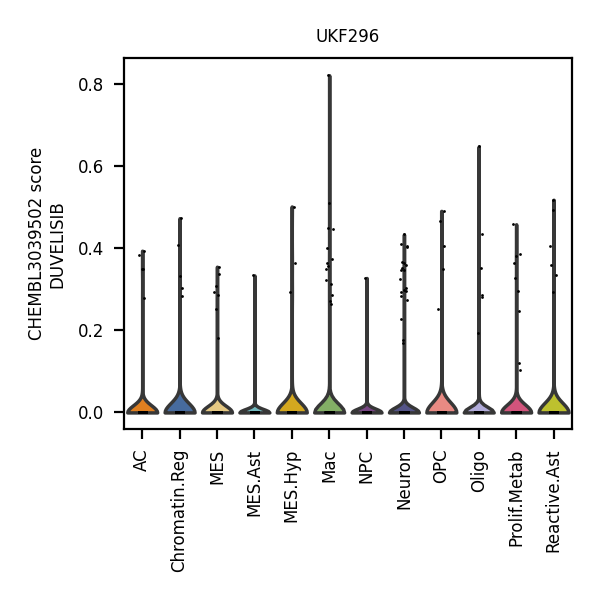 UKF296
CHEMBL3039502 score
DUVELISIB
0.8
0.6
0.4
0.2
0.0
AC
Chromatin.Reg
MES
MES.Ast
MES.Hyp
Mac
NPC
Neuron
OPC
Oligo
Prolif.Metab
Reactive.Ast